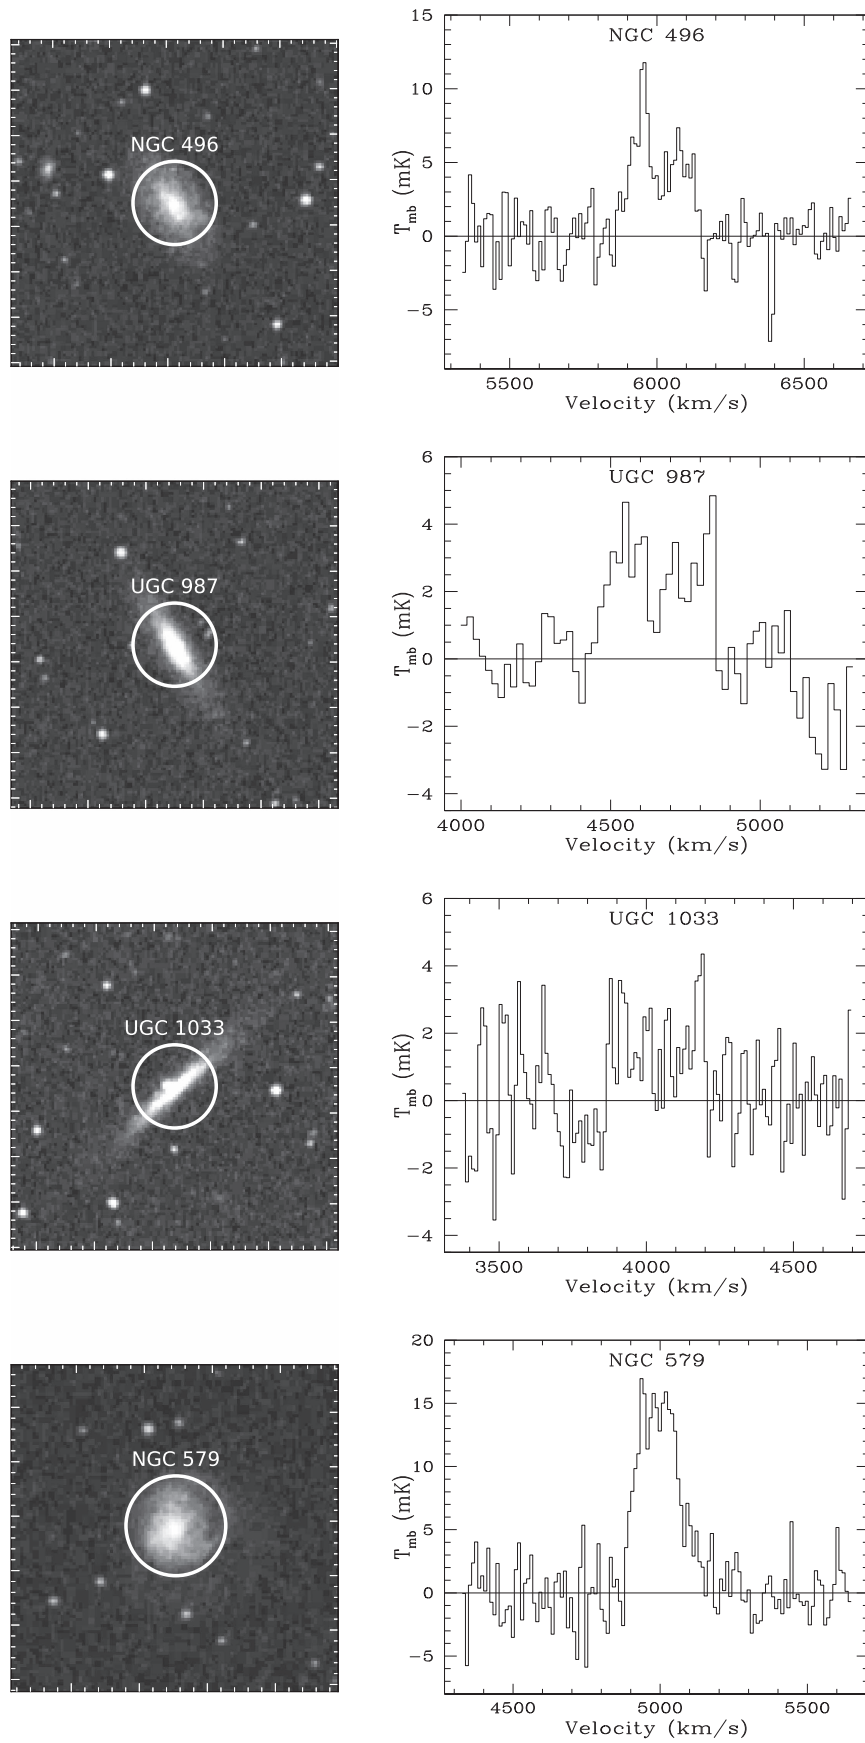 NGC 496
NGC 496
15
10
5
0
−5
T_mb (mK)
5500 6000 6500
Velocity (km/s)
UGC 987
UGC 987
6
4
2
0
−2
−4
T_mb (mK)
4000 4500 5000
Velocity (km/s)
UGC 1033
UGC 1033
6
4
2
0
−2
−4
T_mb (mK)
3500 4000 4500
Velocity (km/s)
NGC 579
NGC 579
20
15
10
5
0
−5
T_mb (mK)
4500 5000 5500
Velocity (km/s)